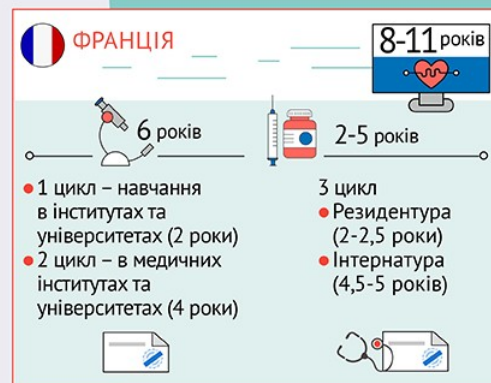 ФРАНЦІЯ
8-11 років
6 років
2-5 років
1 цикл – навчання
в інститутах та
університетах (2 роки)
2 цикл – в медичних
інститутах та
університетах (4 роки)
3 цикл
Резидентура
(2-2,5 роки)
Інтернатура
(4,5-5 років)